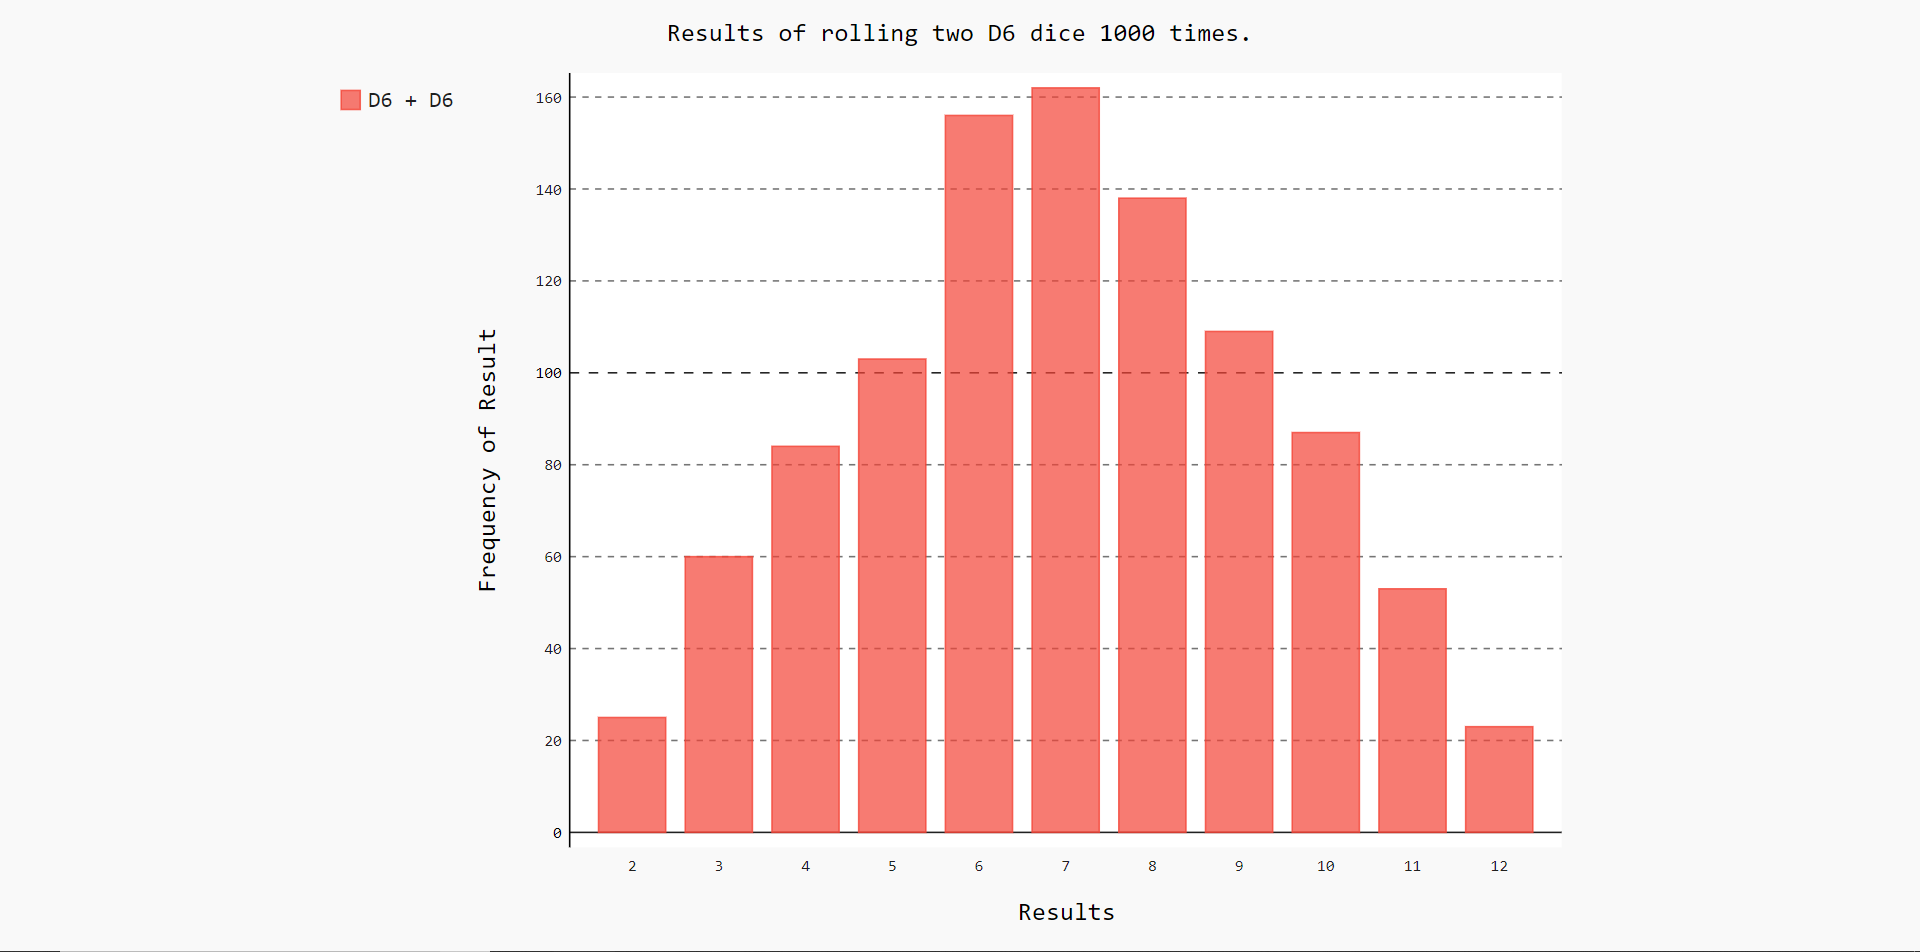 Results of rolling two D6 dice 1000 times.
D6 + D6
Frequency of Result
160
140
120
100
80
60
40
20
0
2 3 4 5 6 7 8 9 10 11 12
Results